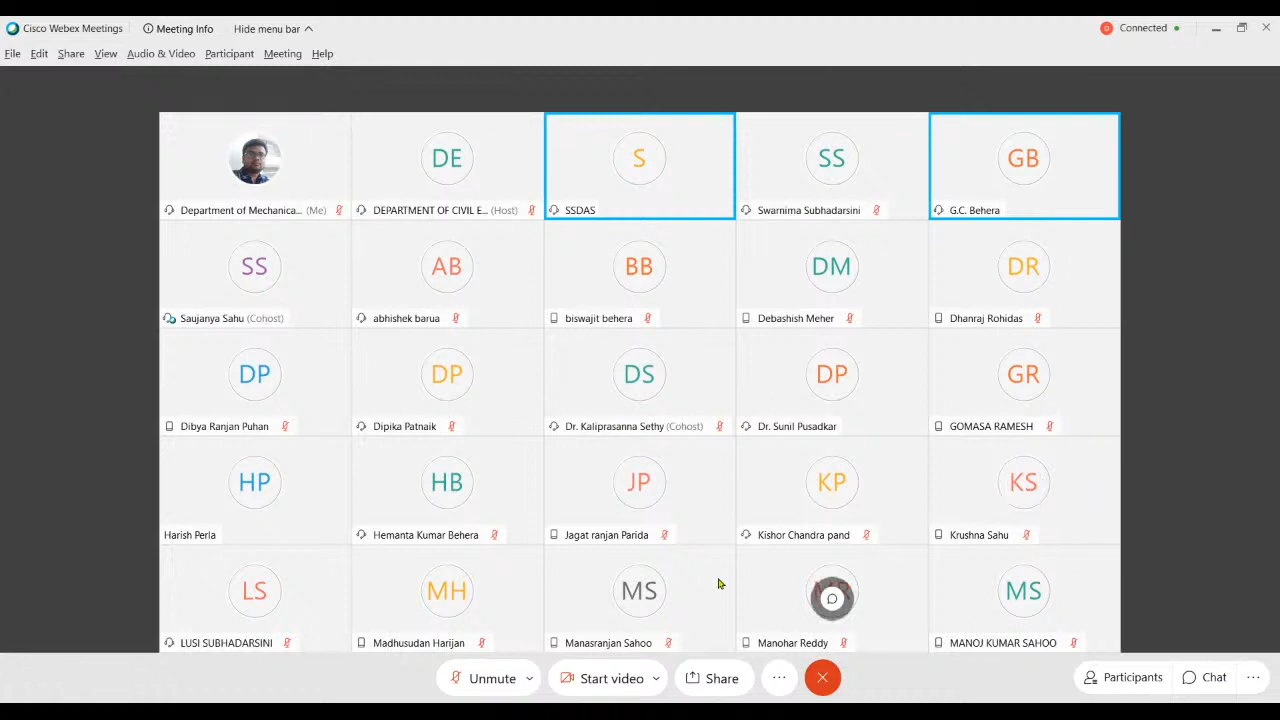 Cisco Webex Meetings Meeting Info Hide menu bar Connected
File Edit Share View Audio & Video Participant Meeting Help
DE S SS GB
Department of Mechanica... (Me) DEPARTMENT OF CIVIL E... (Host) SSDAS Swarnima Subhadarsini G.C. Behera
SS AB BB DM DR
Saujanya Sahu (Cohost) abhishek barua biswajit behera Debashish Meher Dhanraj Rohidas
DP DP DS DP GR
Dibya Ranjan Puhan Dipika Patnaik Dr. Kaliprasanna Sethy (Cohost) Dr. Sunil Pusadkar GOMASA RAMESH
HP HB JP KP KS
Harish Perla Hemanta Kumar Behera Jagat ranjan Parida Kishor Chandra pand Krushna Sahu
LS MH MS MS
LUSI SUBHADARSINI Madhusudan Harijan Manasranjan Sahoo Manohar Reddy MANOJ KUMAR SAHOO
Unmute Start video Share ... Participants Chat ...